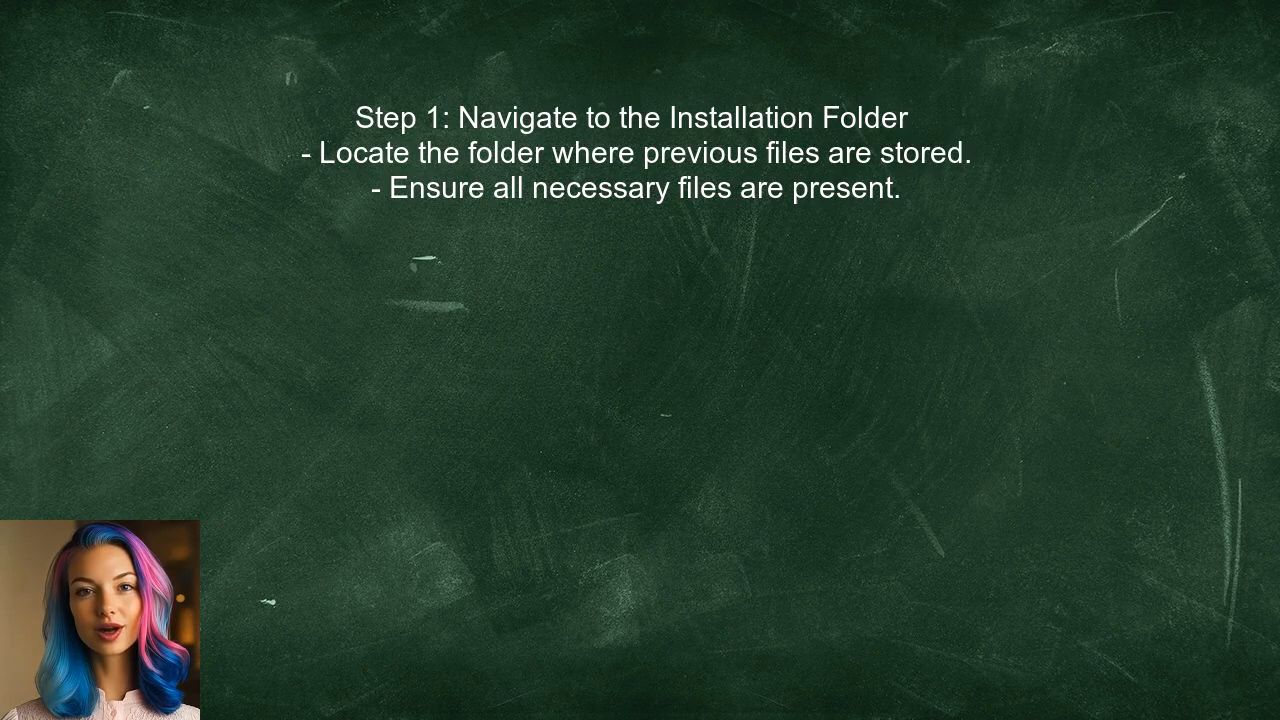 Step 1: Navigate to the Installation Folder
- Locate the folder where previous files are stored.
- Ensure all necessary files are present.